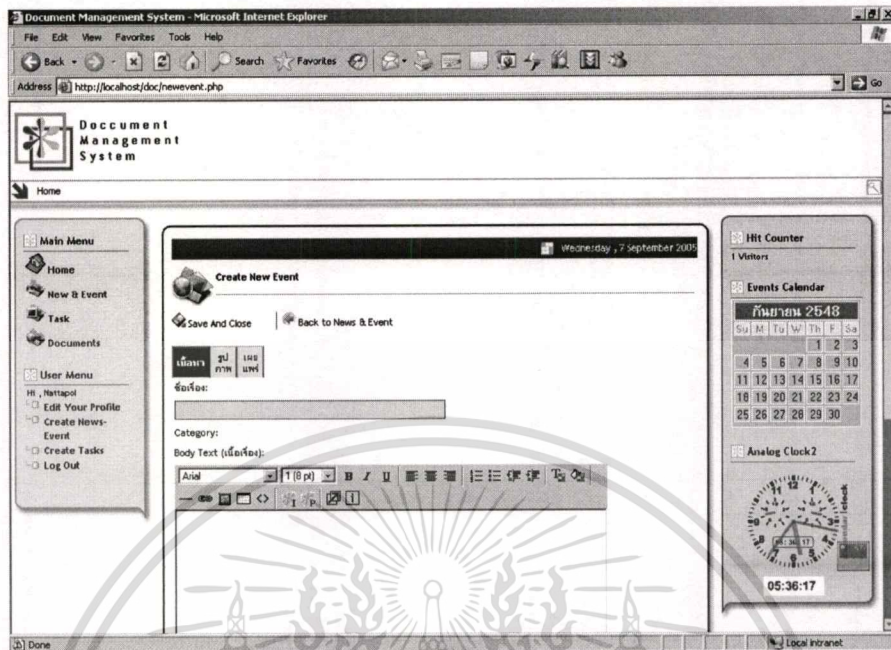 Document Management System - Microsoft Internet Explorer
File Edit View Favorites Tools Help
Back Search Favorites
Address http://localhost/doc/newevent.php Go
Doccument
Management
System
Home
Main Menu
Home
New & Event
Task
Documents
User Menu
Hi , Nattapol
Edit Your Profile
Create News-
Event
Create Tasks
Log Out
Wednesday , 7 September 2005
Create New Event
Save And Close Back to News & Event
เนื้อหา รูป ภาพ เผย แพร่
ชื่อเรื่อง:
Category:
Body Text (เนื้อเรื่อง):
Arial 1 (8 pt) B I U
Hit Counter
1 Visitors
Events Calendar
กันยายน 2548
Su M Tu W Th F Sa
1 2 3
4 5 6 7 8 9 10
11 12 13 14 15 16 17
18 19 20 21 22 23 24
25 26 27 28 29 30
Analog Clock2
12
05:36:17
05:36:17
Done Local intranet